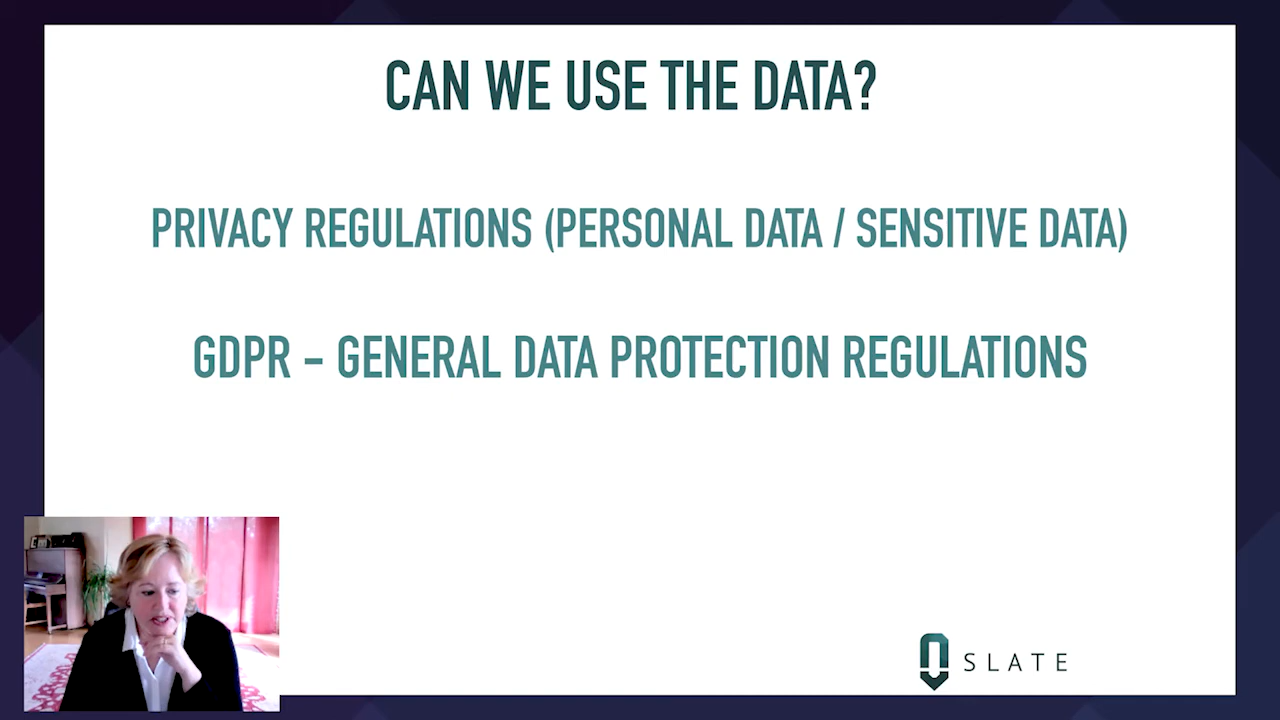 CAN WE USE THE DATA?
PRIVACY REGULATIONS (PERSONAL DATA / SENSITIVE DATA)
GDPR – GENERAL DATA PROTECTION REGULATIONS
SLATE